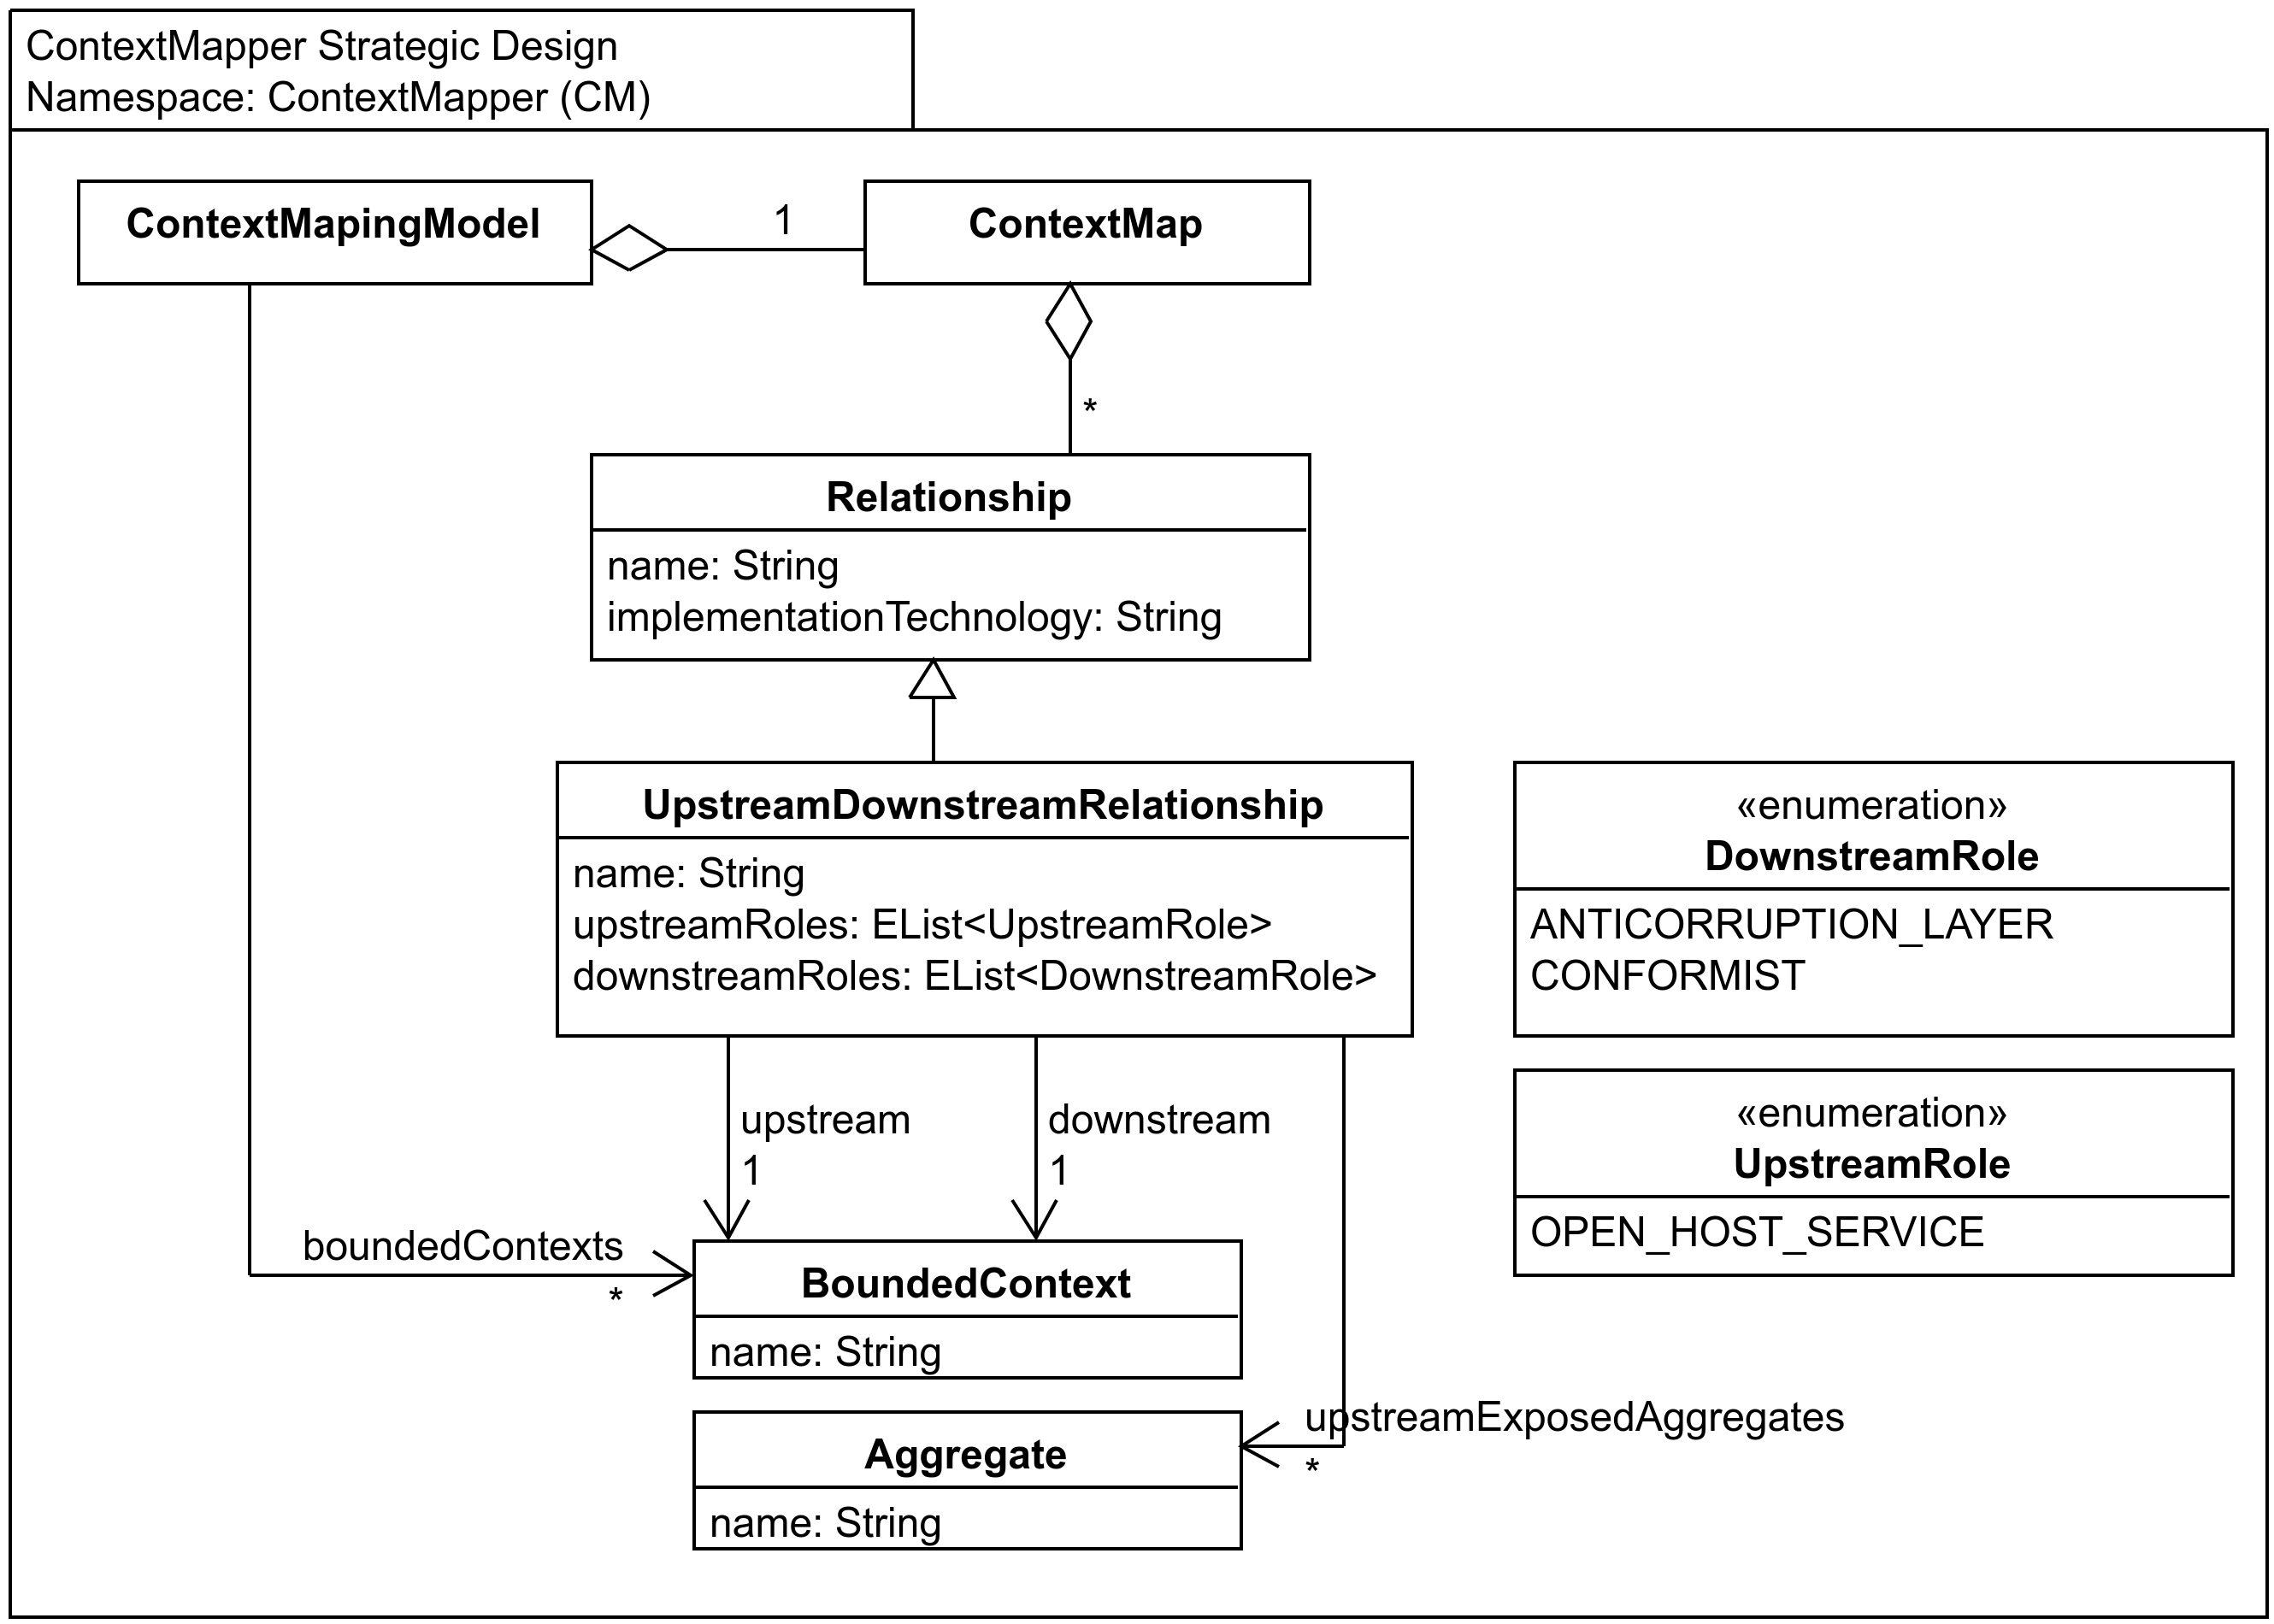 ContextMapper Strategic Design
Namespace: ContextMapper (CM)
ContextMapingModel
1
ContextMap
*
Relationship
name: String
implementationTechnology: String
UpstreamDownstreamRelationship
name: String
upstreamRoles: EList<UpstreamRole>
downstreamRoles: EList<DownstreamRole>
«enumeration»
DownstreamRole
ANTICORRUPTION_LAYER
CONFORMIST
«enumeration»
UpstreamRole
OPEN_HOST_SERVICE
upstream
1
downstream
1
boundedContexts
*
BoundedContext
name: String
upstreamExposedAggregates
*
Aggregate
name: String